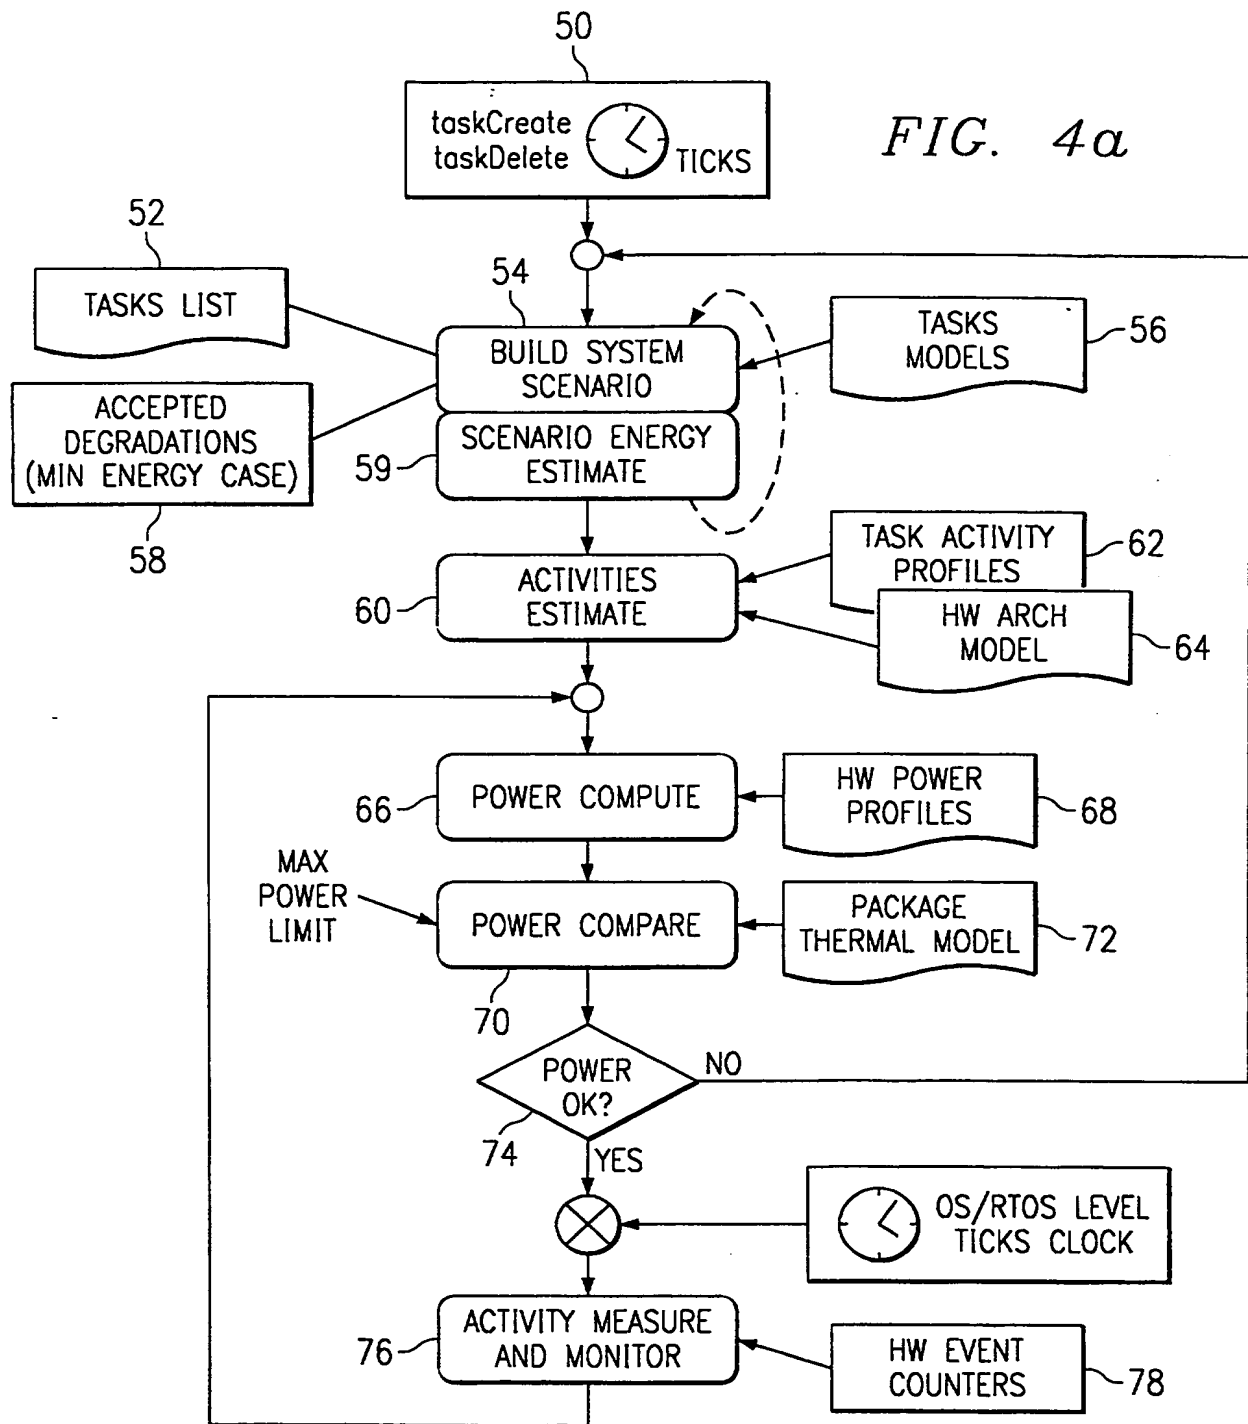 50
taskCreate
taskDelete
TICKS
FIG. 4a
52
TASKS LIST
54
BUILD SYSTEM
SCENARIO
TASKS
MODELS
56
ACCEPTED
DEGRADATIONS
(MIN ENERGY CASE)
58
59
SCENARIO ENERGY
ESTIMATE
60
ACTIVITIES
ESTIMATE
TASK ACTIVITY
PROFILES
62
HW ARCH
MODEL
64
66
POWER COMPUTE
HW POWER
PROFILES
68
MAX
POWER
LIMIT
POWER COMPARE
70
PACKAGE
THERMAL MODEL
72
POWER
OK?
74
NO
YES
OS/RTOS LEVEL
TICKS CLOCK
76
ACTIVITY MEASURE
AND MONITOR
HW EVENT
COUNTERS
78